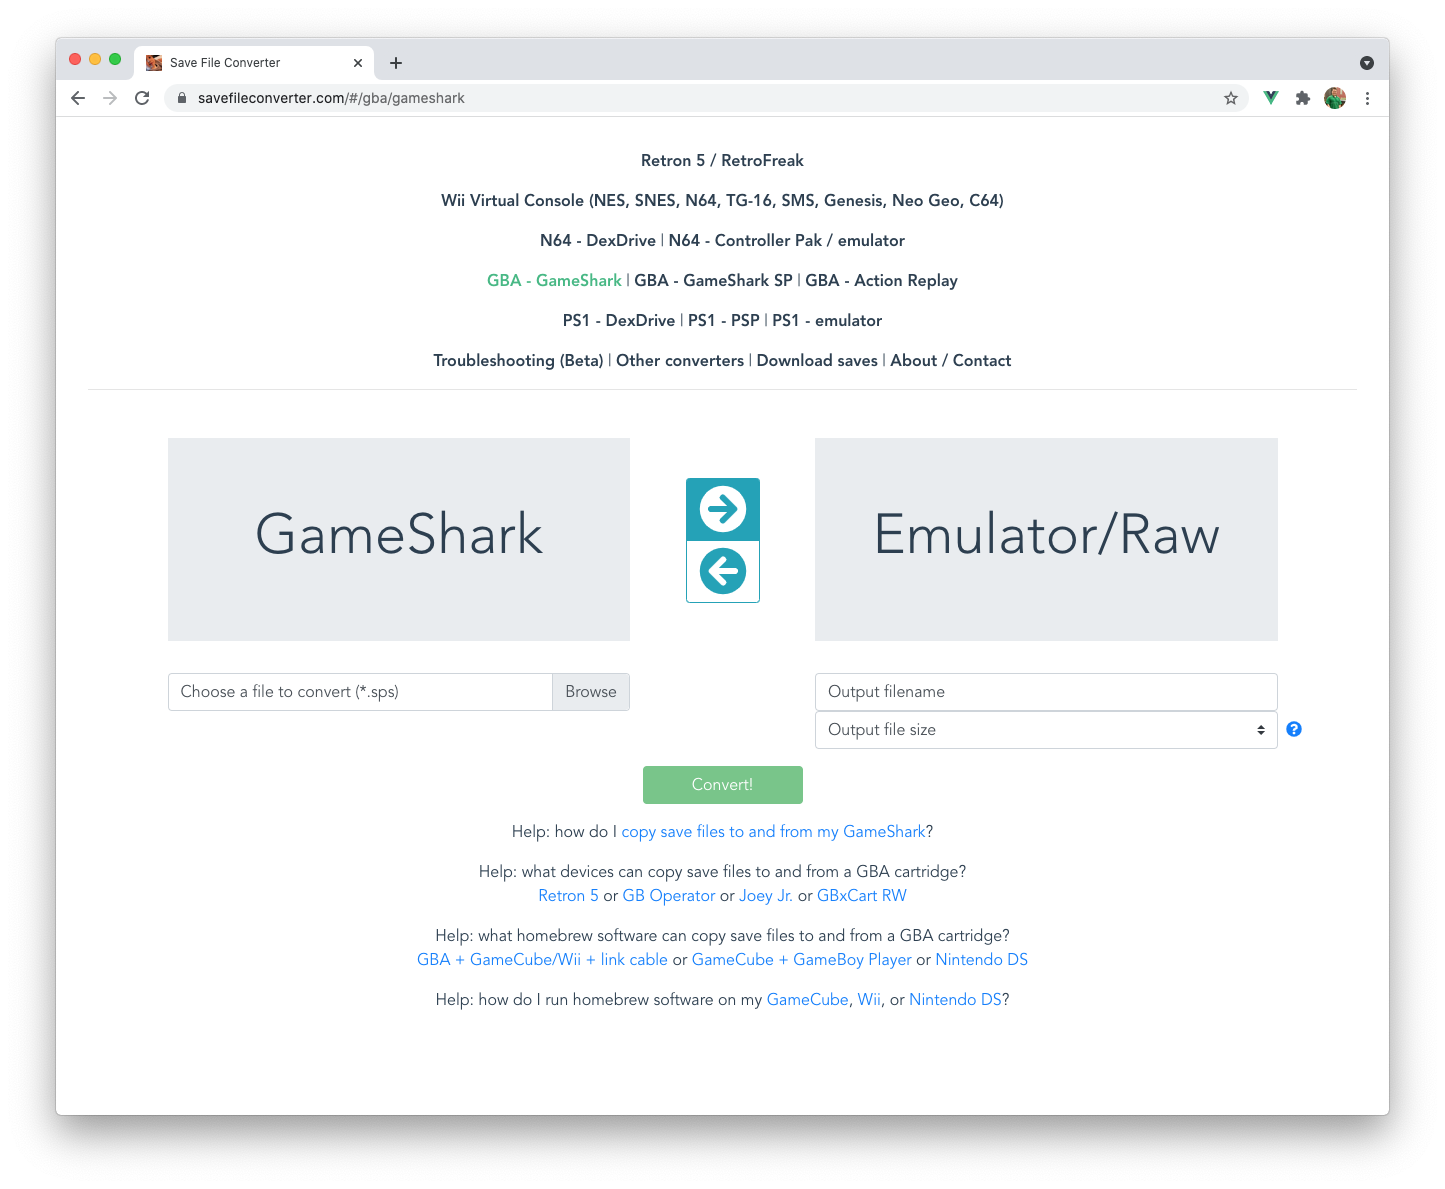 Save File Converter
savefileconverter.com/#/gba/gameshark
Retron 5 / RetroFreak
Wii Virtual Console (NES, SNES, N64, TG-16, SMS, Genesis, Neo Geo, C64)
N64 - DexDrive | N64 - Controller Pak / emulator
GBA - GameShark | GBA - GameShark SP | GBA - Action Replay
PS1 - DexDrive | PS1 - PSP | PS1 - emulator
Troubleshooting (Beta) | Other converters | Download saves | About / Contact
GameShark
Emulator/Raw
Choose a file to convert (*.sps)
Browse
Output filename
Output file size
Convert!
Help: how do I copy save files to and from my GameShark?
Help: what devices can copy save files to and from a GBA cartridge?
Retron 5 or GB Operator or Joey Jr. or GBxCart RW
Help: what homebrew software can copy save files to and from a GBA cartridge?
GBA + GameCube/Wii + link cable or GameCube + GameBoy Player or Nintendo DS
Help: how do I run homebrew software on my GameCube, Wii, or Nintendo DS?